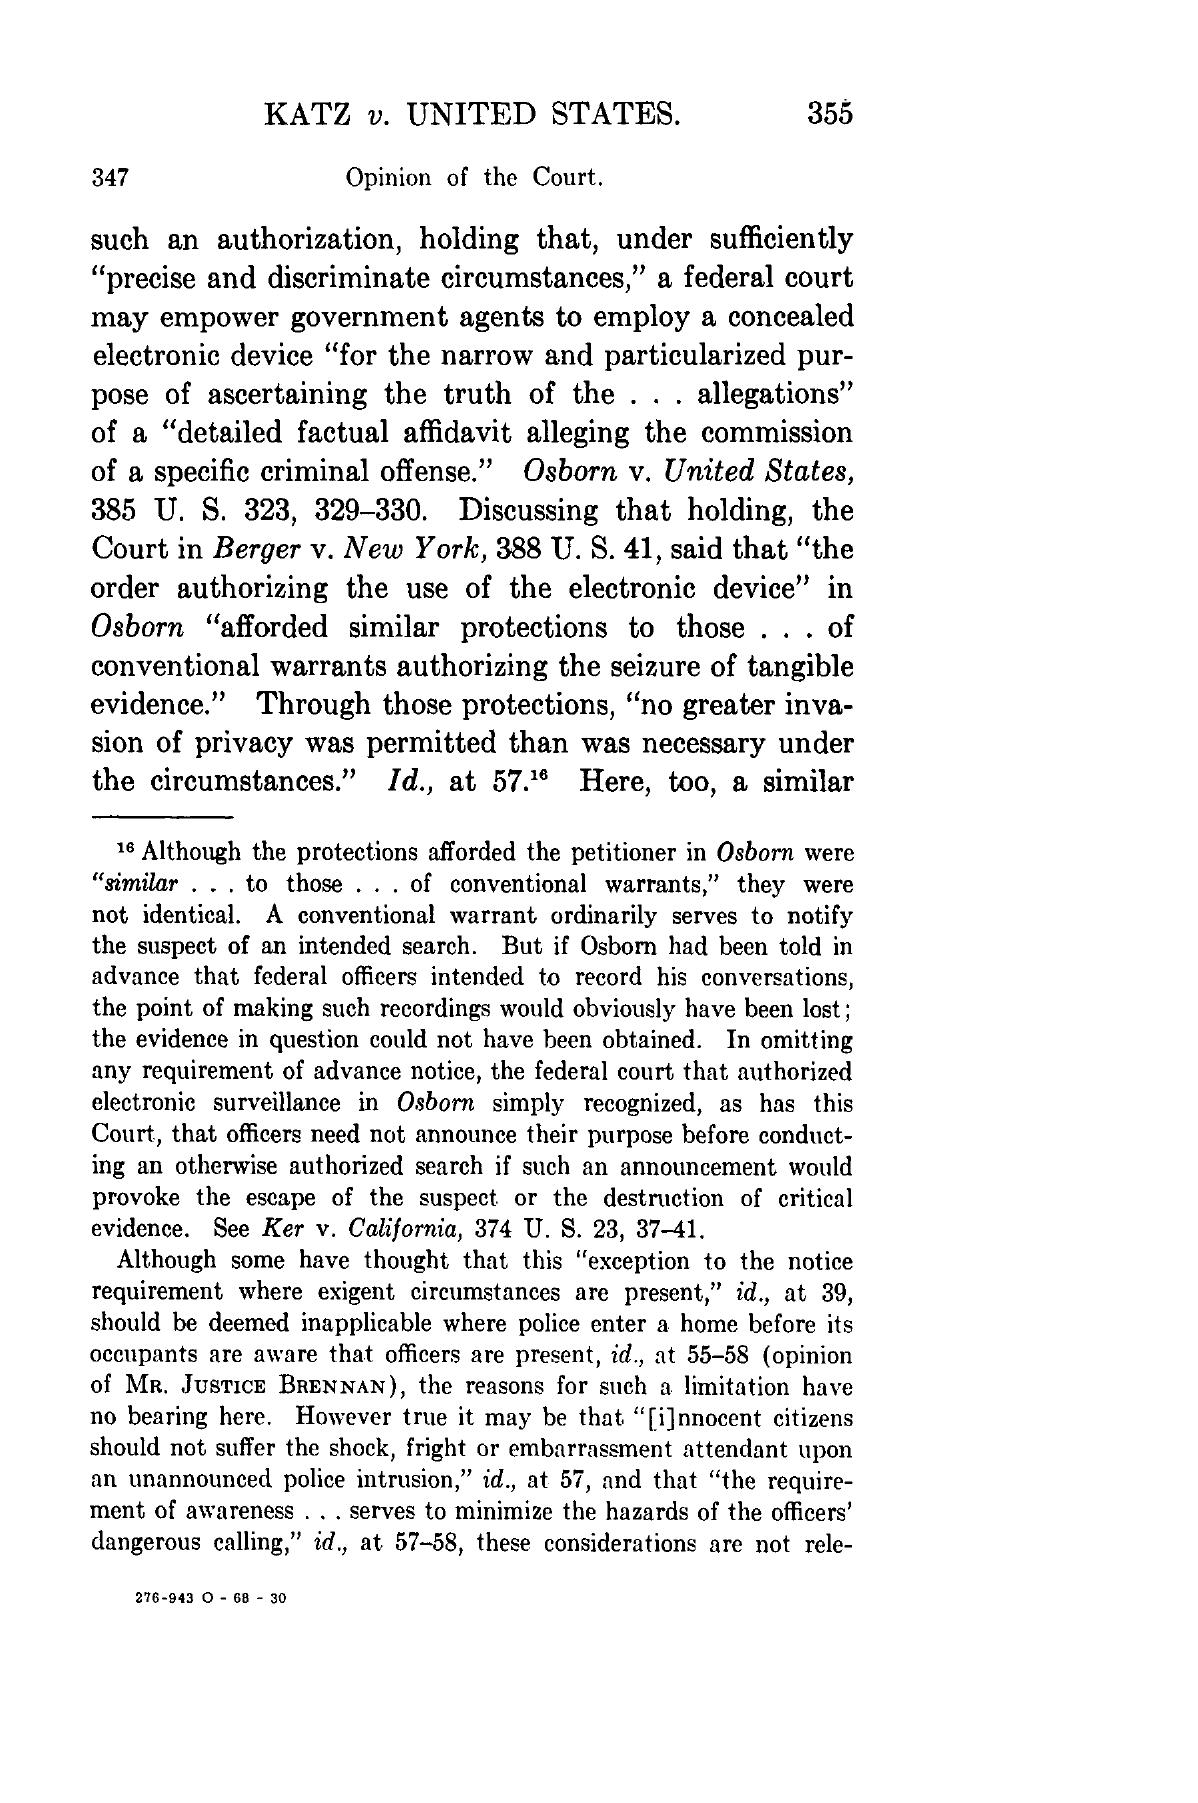 KATZ v. UNITED STATES. 355
347 Opinion of the Court.
such an authorization, holding that, under sufficiently
"precise and discriminate circumstances," a federal court
may empower government agents to employ a concealed
electronic device "for the narrow and particularized pur-
pose of ascertaining the truth of the . . . allegations"
of a "detailed factual affidavit alleging the commission
of a specific criminal offense." Osborn v. United States,
385 U. S. 323, 329–330. Discussing that holding, the
Court in Berger v. New York, 388 U. S. 41, said that "the
order authorizing the use of the electronic device" in
Osborn "afforded similar protections to those . . . of
conventional warrants authorizing the seizure of tangible
evidence." Through those protections, "no greater inva-
sion of privacy was permitted than was necessary under
the circumstances." Id., at 57.¹⁶ Here, too, a similar
¹⁶ Although the protections afforded the petitioner in Osborn were
"similar . . . to those . . . of conventional warrants," they were
not identical. A conventional warrant ordinarily serves to notify
the suspect of an intended search. But if Osborn had been told in
advance that federal officers intended to record his conversations,
the point of making such recordings would obviously have been lost;
the evidence in question could not have been obtained. In omitting
any requirement of advance notice, the federal court that authorized
electronic surveillance in Osborn simply recognized, as has this
Court, that officers need not announce their purpose before conduct-
ing an otherwise authorized search if such an announcement would
provoke the escape of the suspect or the destruction of critical
evidence. See Ker v. California, 374 U. S. 23, 37–41.
Although some have thought that this "exception to the notice
requirement where exigent circumstances are present," id., at 39,
should be deemed inapplicable where police enter a home before its
occupants are aware that officers are present, id., at 55–58 (opinion
of MR. JUSTICE BRENNAN), the reasons for such a limitation have
no bearing here. However true it may be that "[i]nnocent citizens
should not suffer the shock, fright or embarrassment attendant upon
an unannounced police intrusion," id., at 57, and that "the require-
ment of awareness . . . serves to minimize the hazards of the officers'
dangerous calling," id., at 57–58, these considerations are not rele-
276-943 O - 68 - 30